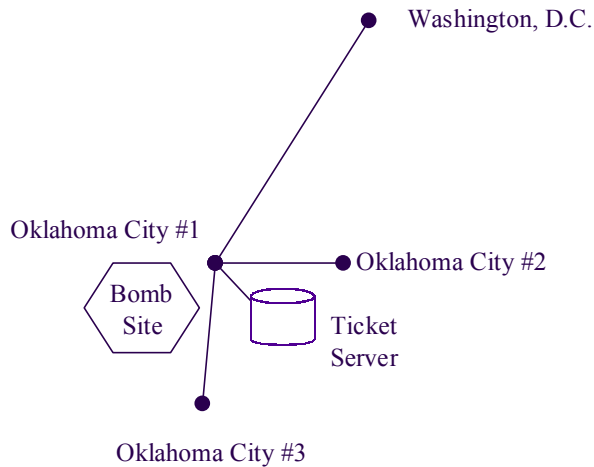 Washington, D.C.
Oklahoma City #1
Oklahoma City #2
Bomb
Site
Ticket
Server
Oklahoma City #3